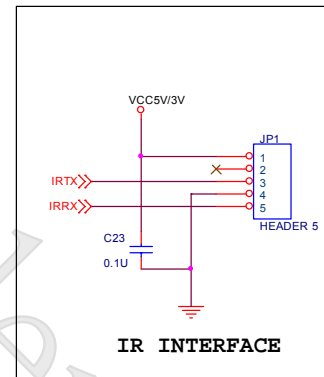 VCC5V/3V
JP1
1
2
IRTX
3
4
IRRX
5
C23
HEADER 5
0.1U
IR INTERFACE